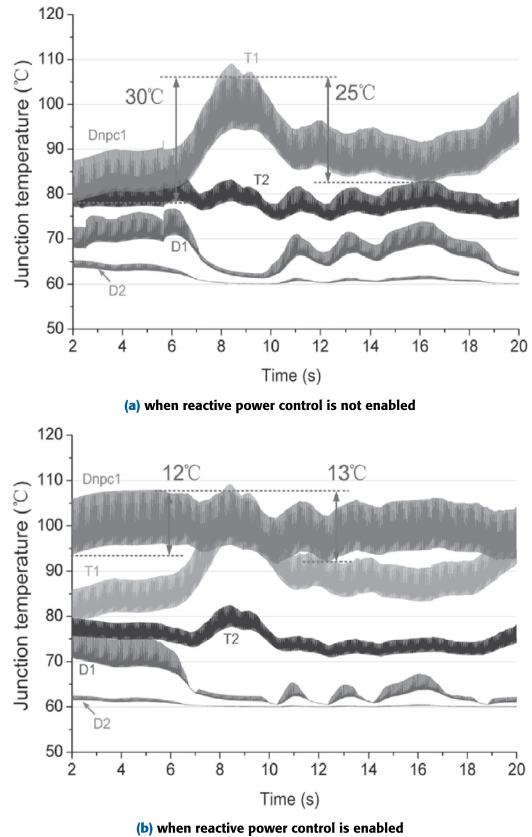 120
110
100
90
80
70
60
50
Junction temperature (℃)
T1
30℃
25℃
Dnpc1
T2
D1
D2
2 4 6 8 10 12 14 16 18 20
Time (s)
(a) when reactive power control is not enabled
120
110
100
90
80
70
60
50
Junction temperature (℃)
Dnpc1
12℃
13℃
T1
T2
D1
D2
2 4 6 8 10 12 14 16 18 20
Time (s)
(b) when reactive power control is enabled